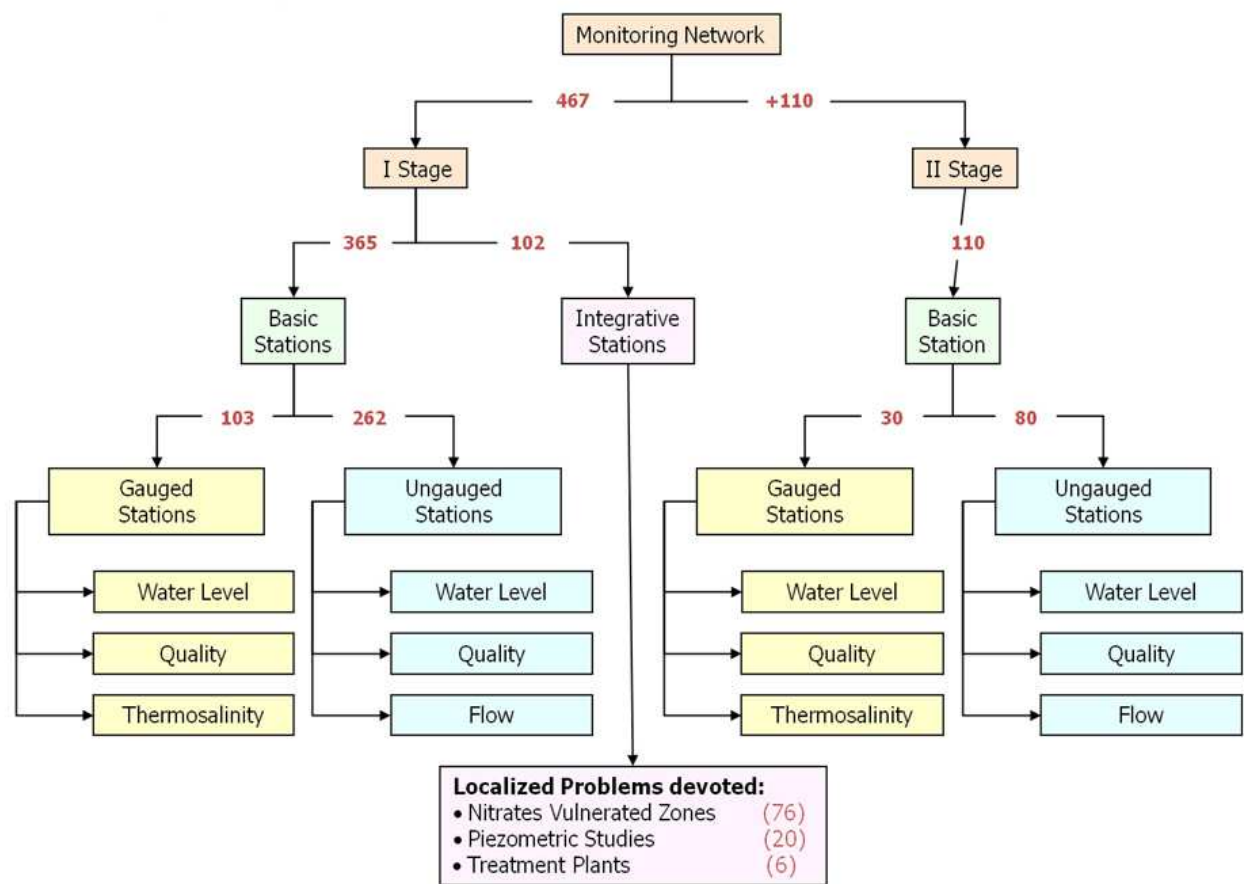 Monitoring Network
467
+110
I Stage
II Stage
365
102
110
Basic
Stations
Integrative
Stations
Basic
Station
103
262
30
80
Gauged
Stations
Ungauged
Stations
Gauged
Stations
Ungauged
Stations
Water Level
Water Level
Water Level
Water Level
Quality
Quality
Quality
Quality
Thermosalinity
Flow
Thermosalinity
Flow
Localized Problems devoted:
• Nitrates Vulnerated Zones (76)
• Piezometric Studies (20)
• Treatment Plants (6)